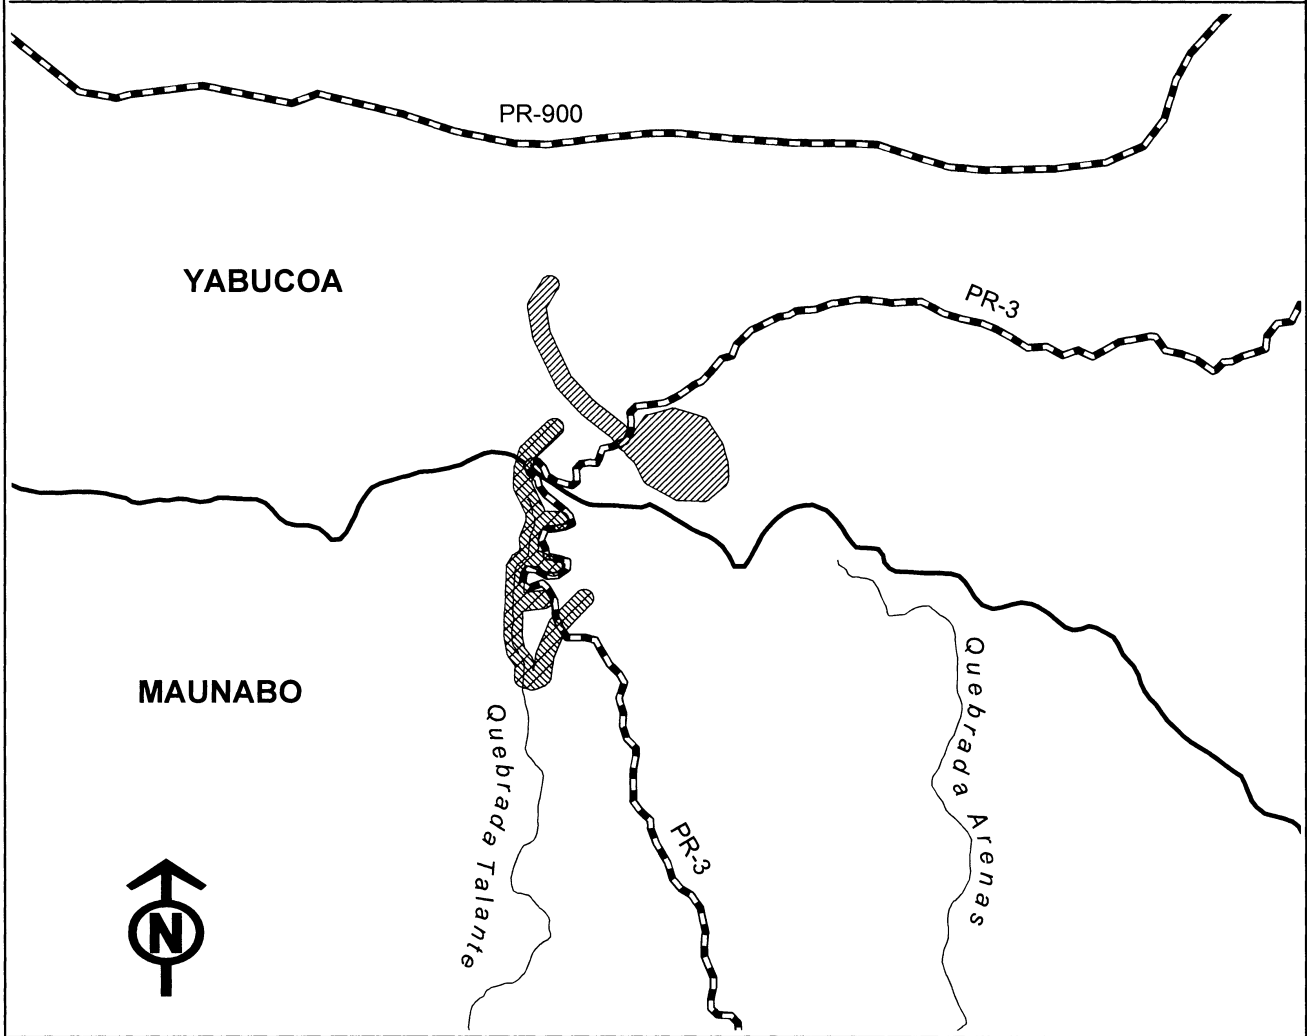 PR-900
YABUCOA
PR-3
MAUNABO
Quebrada Arenas
Quebrada Talante
PR-3
N